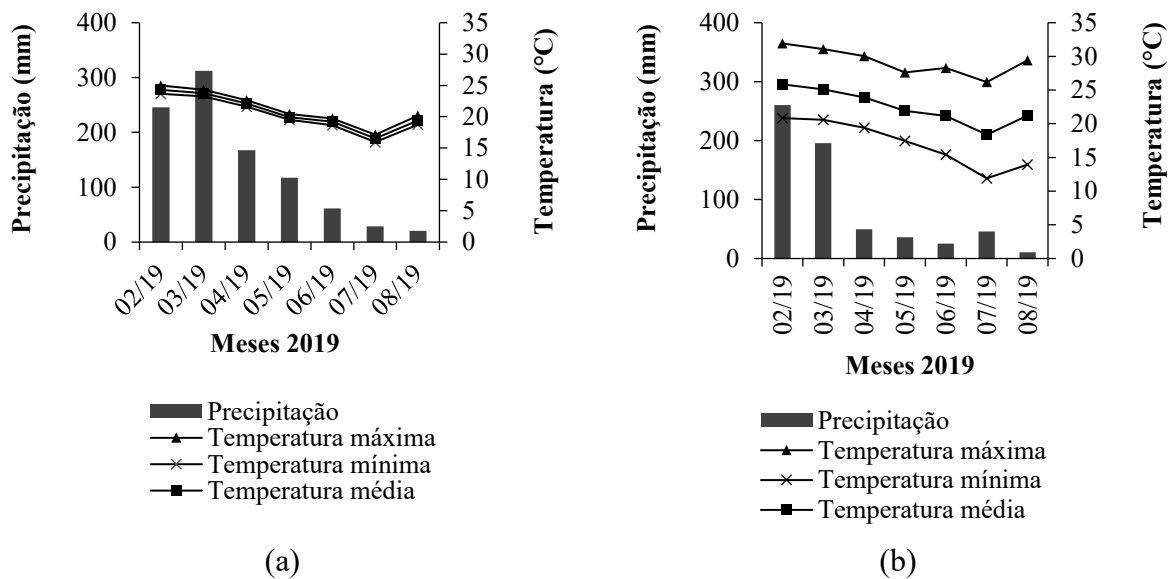 Precipitação (mm)
400
300
200
100
0
35
30
25
20
15
10
5
0
Temperatura (°C)
02/19
03/19
04/19
05/19
06/19
07/19
08/19
Meses 2019
Precipitação
Temperatura máxima
Temperatura mínima
Temperatura média
(a)
Precipitação (mm)
400
300
200
100
0
35
30
25
20
15
10
5
0
Temperatura (°C)
02/19
03/19
04/19
05/19
06/19
07/19
08/19
Meses 2019
Precipitação
Temperatura máxima
Temperatura mínima
Temperatura média
(b)